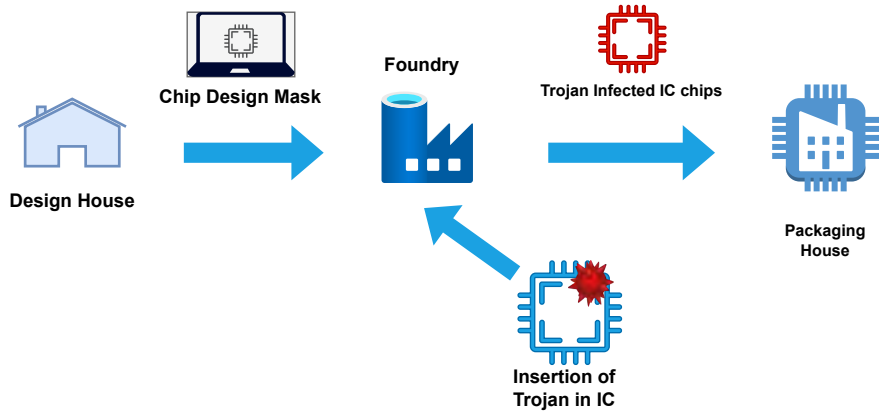 Foundry
Chip Design Mask
Trojan Infected IC chips
Design House
Packaging
House
Insertion of
Trojan in IC